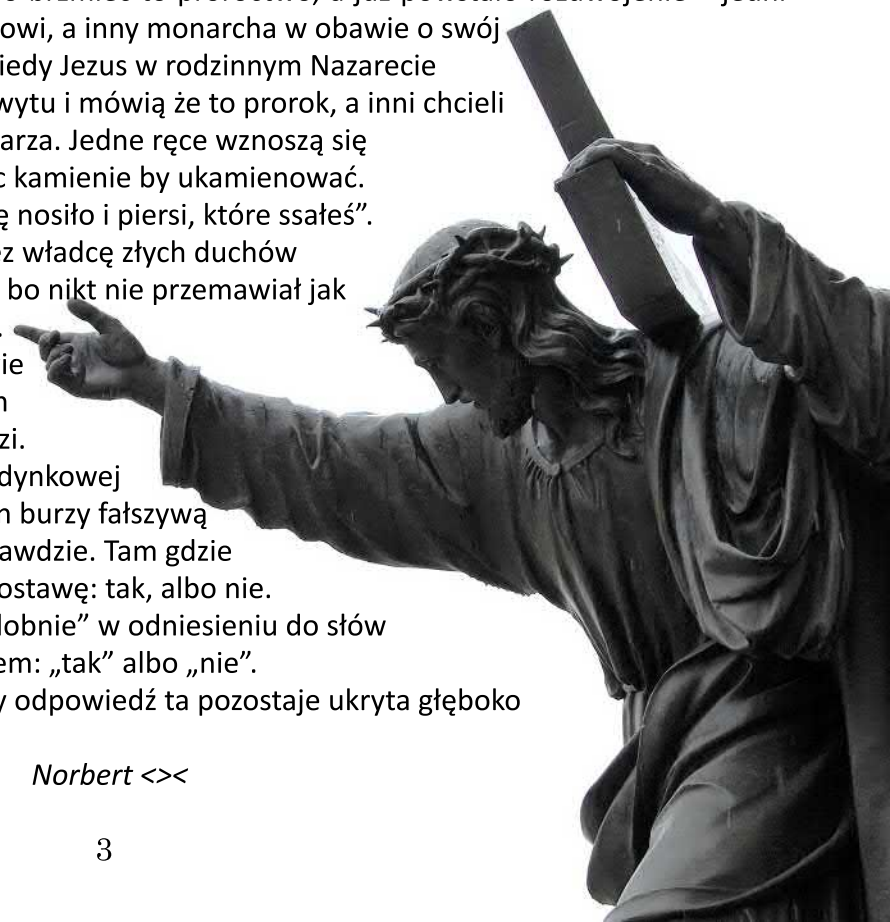 owi, a inny monarcha w obawie o swój
iedy Jezus w rodzinnym Nazarecie
wytu i mówią że to prorok, a inni chcieli
arza. Jedne ręce wznoszą się
c kamienie by ukamienować.
ę nosiło i piersi, które ssałeś”.
ez władcę złych duchów
bo nikt nie przemawiał jak
.
ie
n
zi.
dynkowej
n burzy fałszywą
awdzie. Tam gdzie
ostawę: tak, albo nie.
dobnie” w odniesieniu do słów
em: „tak” albo „nie”.
y odpowiedź ta pozostaje ukryta głęboko
Norbert <><
3